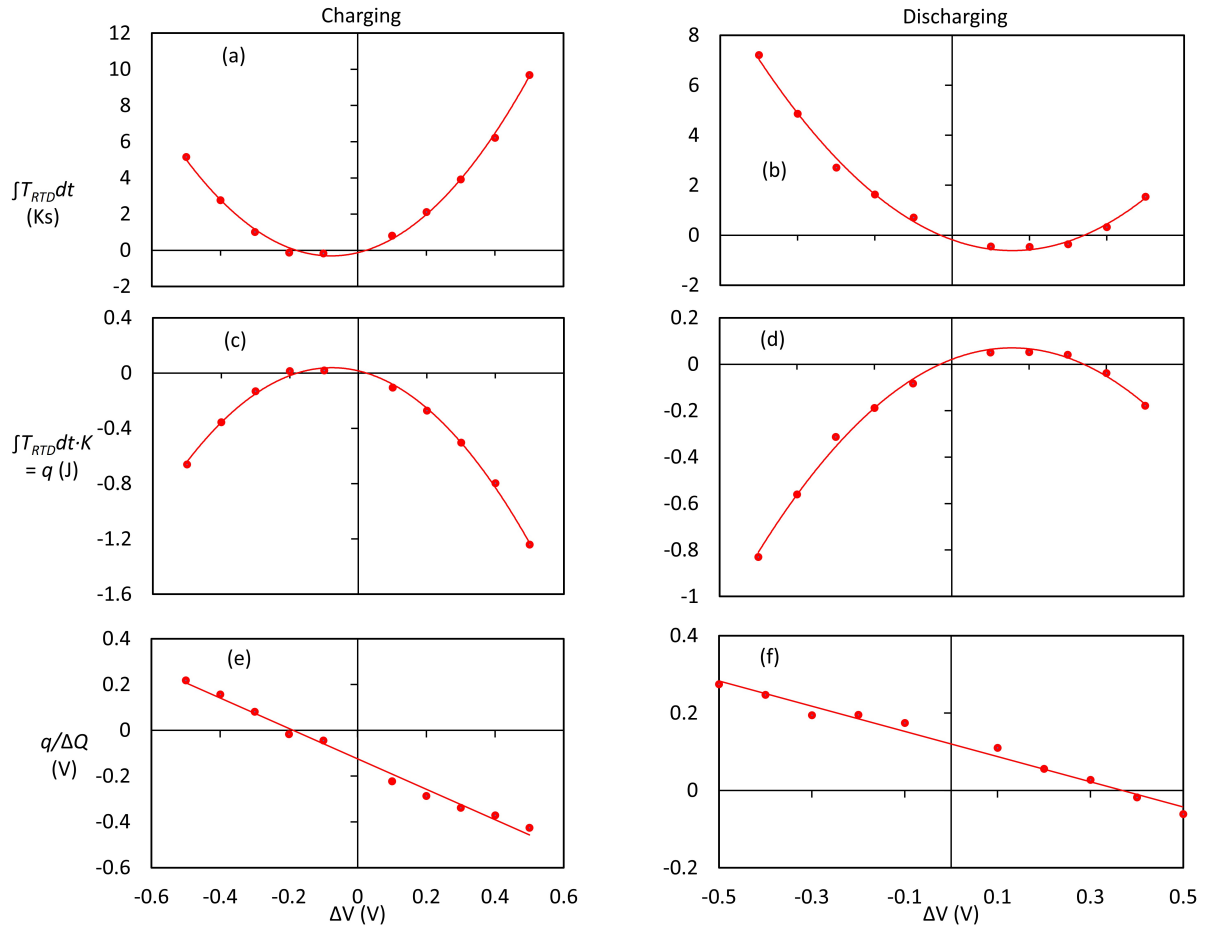 Charging
Discharging
12
10
8
6
4
2
0
-2
(a)
∫T_RTD dt
(Ks)
8
6
4
2
0
-2
(b)
0.4
0
-0.4
-0.8
-1.2
-1.6
(c)
∫T_RTD dt·K
= q (J)
0.2
0
-0.2
-0.4
-0.6
-0.8
-1
(d)
0.4
0.2
0
-0.2
-0.4
-0.6
(e)
q/ΔQ
(V)
-0.6 -0.4 -0.2 0 0.2 0.4 0.6
ΔV (V)
0.4
0.2
0
-0.2
(f)
-0.5 -0.3 -0.1 0.1 0.3 0.5
ΔV (V)